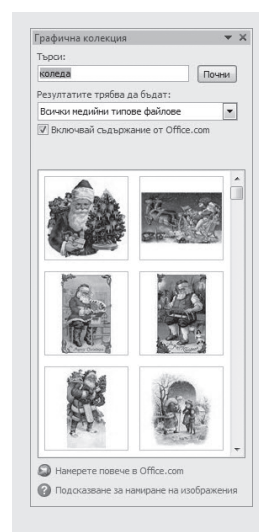 Графична колекция
Търси:
коледа
Почни
Резултатите трябва да бъдат:
Всички медийни типове файлове
Включвай съдържание от Office.com
Намерете повече в Office.com
Подсказване за намиране на изображения